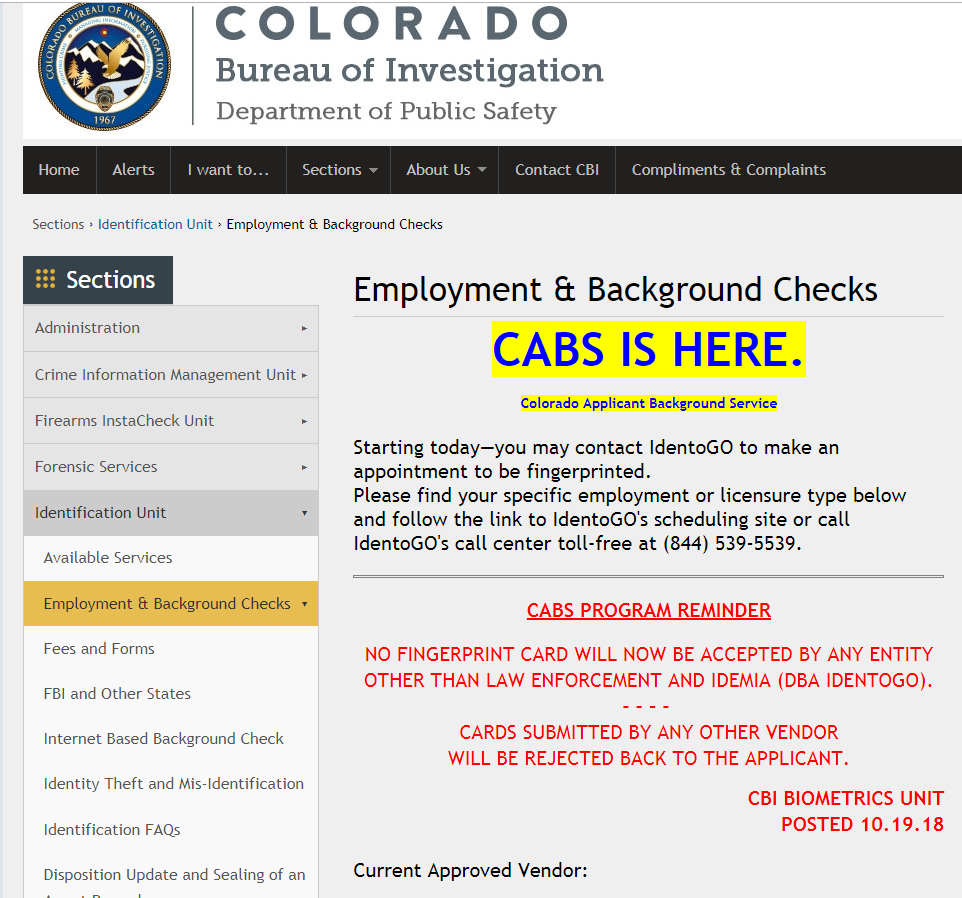 COLORADO BUREAU OF INVESTIGATION
1967
COLORADO
Bureau of Investigation
Department of Public Safety
Home Alerts I want to... Sections About Us Contact CBI Compliments & Complaints
Sections › Identification Unit › Employment & Background Checks
Sections
Administration
Crime Information Management Unit
Firearms InstaCheck Unit
Forensic Services
Identification Unit
Available Services
Employment & Background Checks
Fees and Forms
FBI and Other States
Internet Based Background Check
Identity Theft and Mis-Identification
Identification FAQs
Disposition Update and Sealing of an
Employment & Background Checks
CABS IS HERE.
Colorado Applicant Background Service
Starting today—you may contact IdentoGO to make an
appointment to be fingerprinted.
Please find your specific employment or licensure type below
and follow the link to IdentoGO's scheduling site or call
IdentoGO's call center toll-free at (844) 539-5539.
CABS PROGRAM REMINDER
NO FINGERPRINT CARD WILL NOW BE ACCEPTED BY ANY ENTITY
OTHER THAN LAW ENFORCEMENT AND IDEMIA (DBA IDENTOGO).
- - - -
CARDS SUBMITTED BY ANY OTHER VENDOR
WILL BE REJECTED BACK TO THE APPLICANT.
CBI BIOMETRICS UNIT
POSTED 10.19.18
Current Approved Vendor: